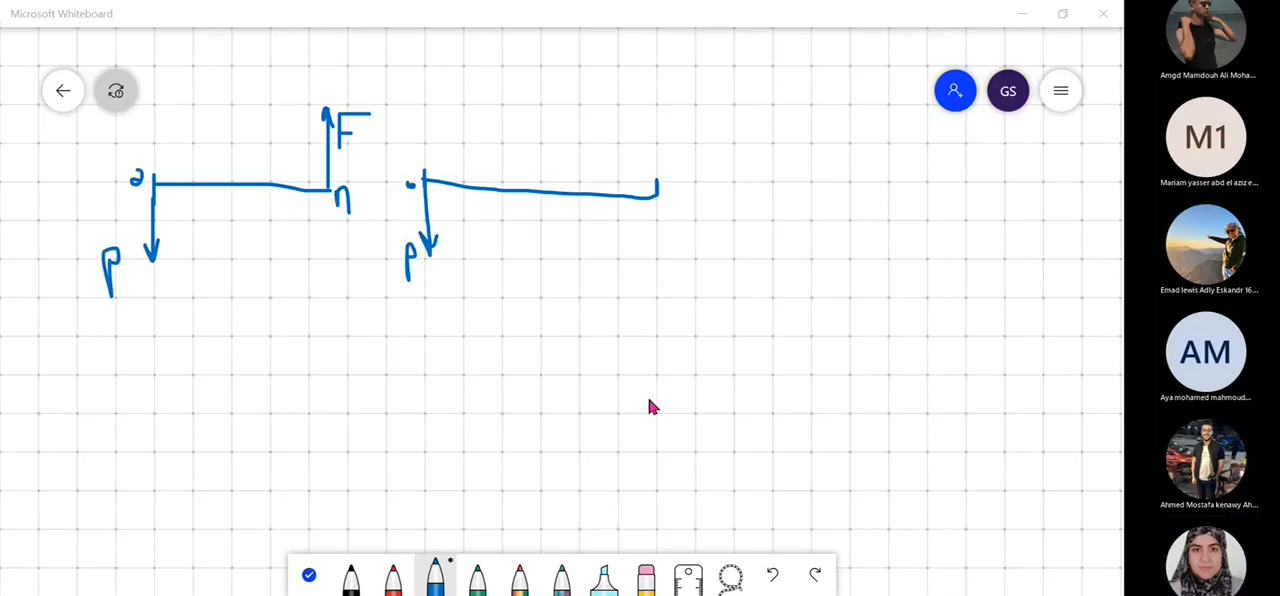 Microsoft Whiteboard
GS
F
n
P
P
Amgd Mamdouh Ali Moha...
M1
Mariam yasser abd el aziz e...
Emad lewis Adly Eskandr 16...
AM
Aya mohamed mahmoud...
Ahmed Mostafa kenawy Ah...